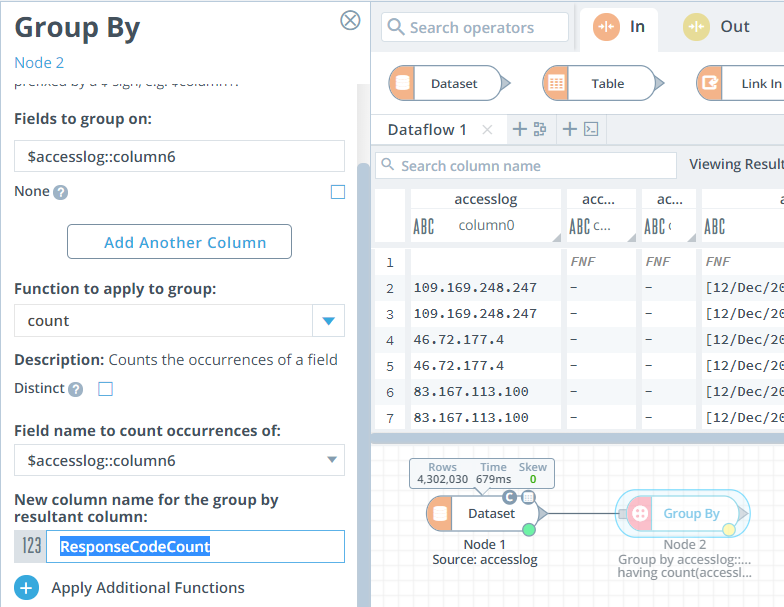 Group By
Node 2
prefixed by a $ sign, e.g. $column1.
Fields to group on:
$accesslog::column6
None ?
Add Another Column
Function to apply to group:
count
Description: Counts the occurrences of a field
Distinct ?
Field name to count occurrences of:
$accesslog::column6
New column name for the group by
resultant column:
123 ResponseCodeCount
Apply Additional Functions
Search operators
In
Out
Dataset
Table
Link In
Dataflow 1
Search column name
Viewing Result
accesslog acc... ac... a
ABC column0 ABC c... ABC ABC
1 FNF FNF FNF
2 109.169.248.247 - - [12/Dec/20
3 109.169.248.247 - - [12/Dec/20
4 46.72.177.4 - - [12/Dec/20
5 46.72.177.4 - - [12/Dec/20
6 83.167.113.100 - - [12/Dec/20
7 83.167.113.100 - - [12/Dec/20
Rows Time Skew
4,302,030 679ms 0
C
Dataset
Group By
Node 1
Source: accesslog
Node 2
Group by accesslog::...
having count(accessl...